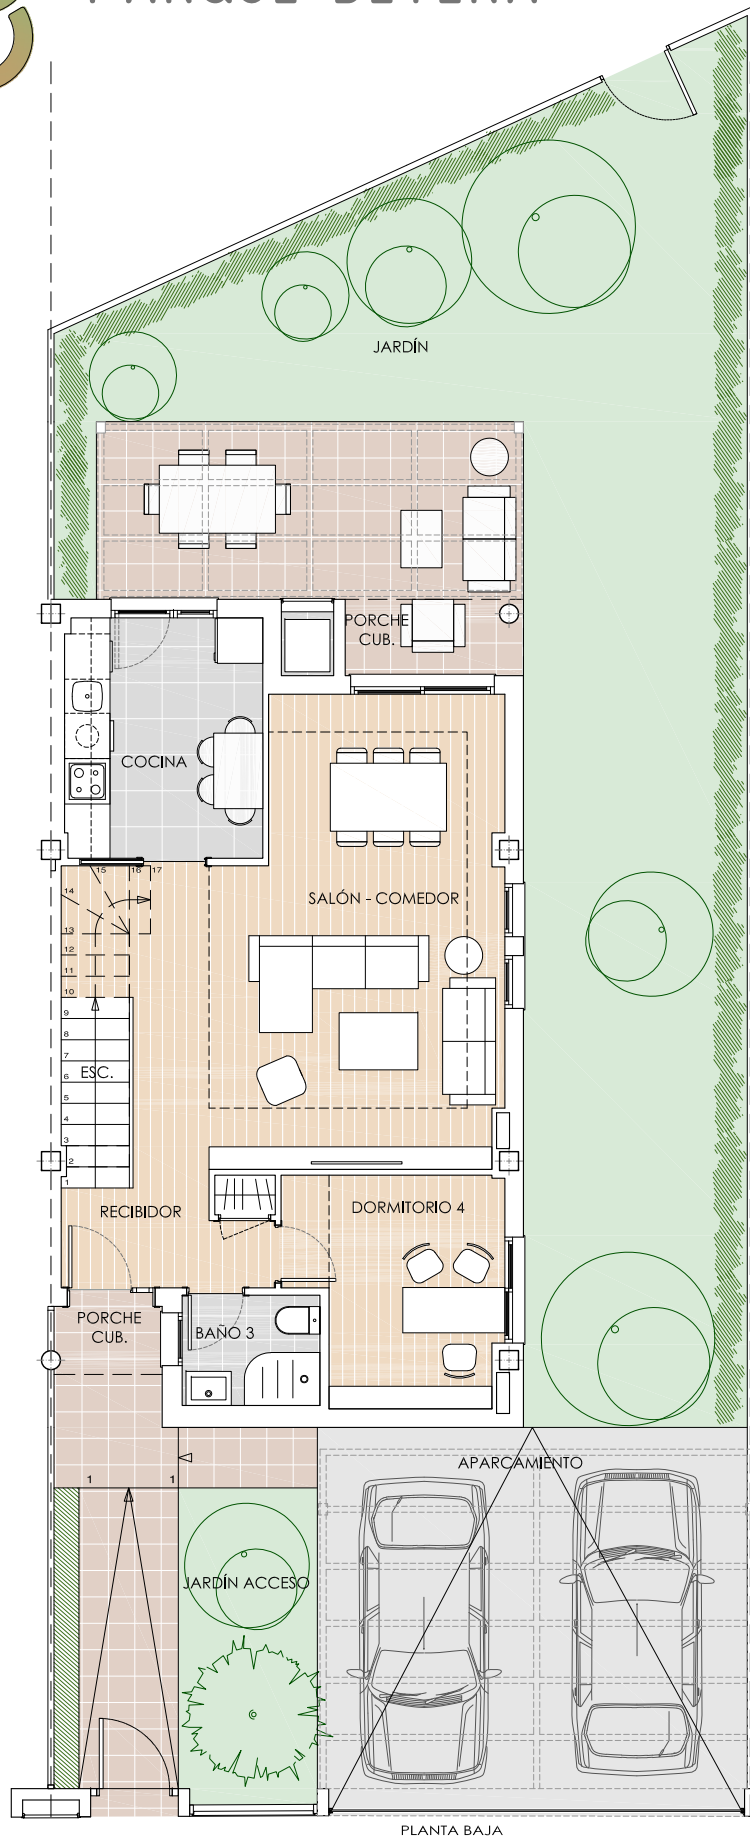 JARDÍN
PORCHE
CUB.
COCINA
15 16 17
14
SALÓN - COMEDOR
13
12
11
10
9
8
7
ESC.
6
5
4
3
2
1
RECIBIDOR
DORMITORIO 4
PORCHE
CUB.
BAÑO 3
APARCAMIENTO
1 1
JARDÍN ACCESO
PLANTA BAJA